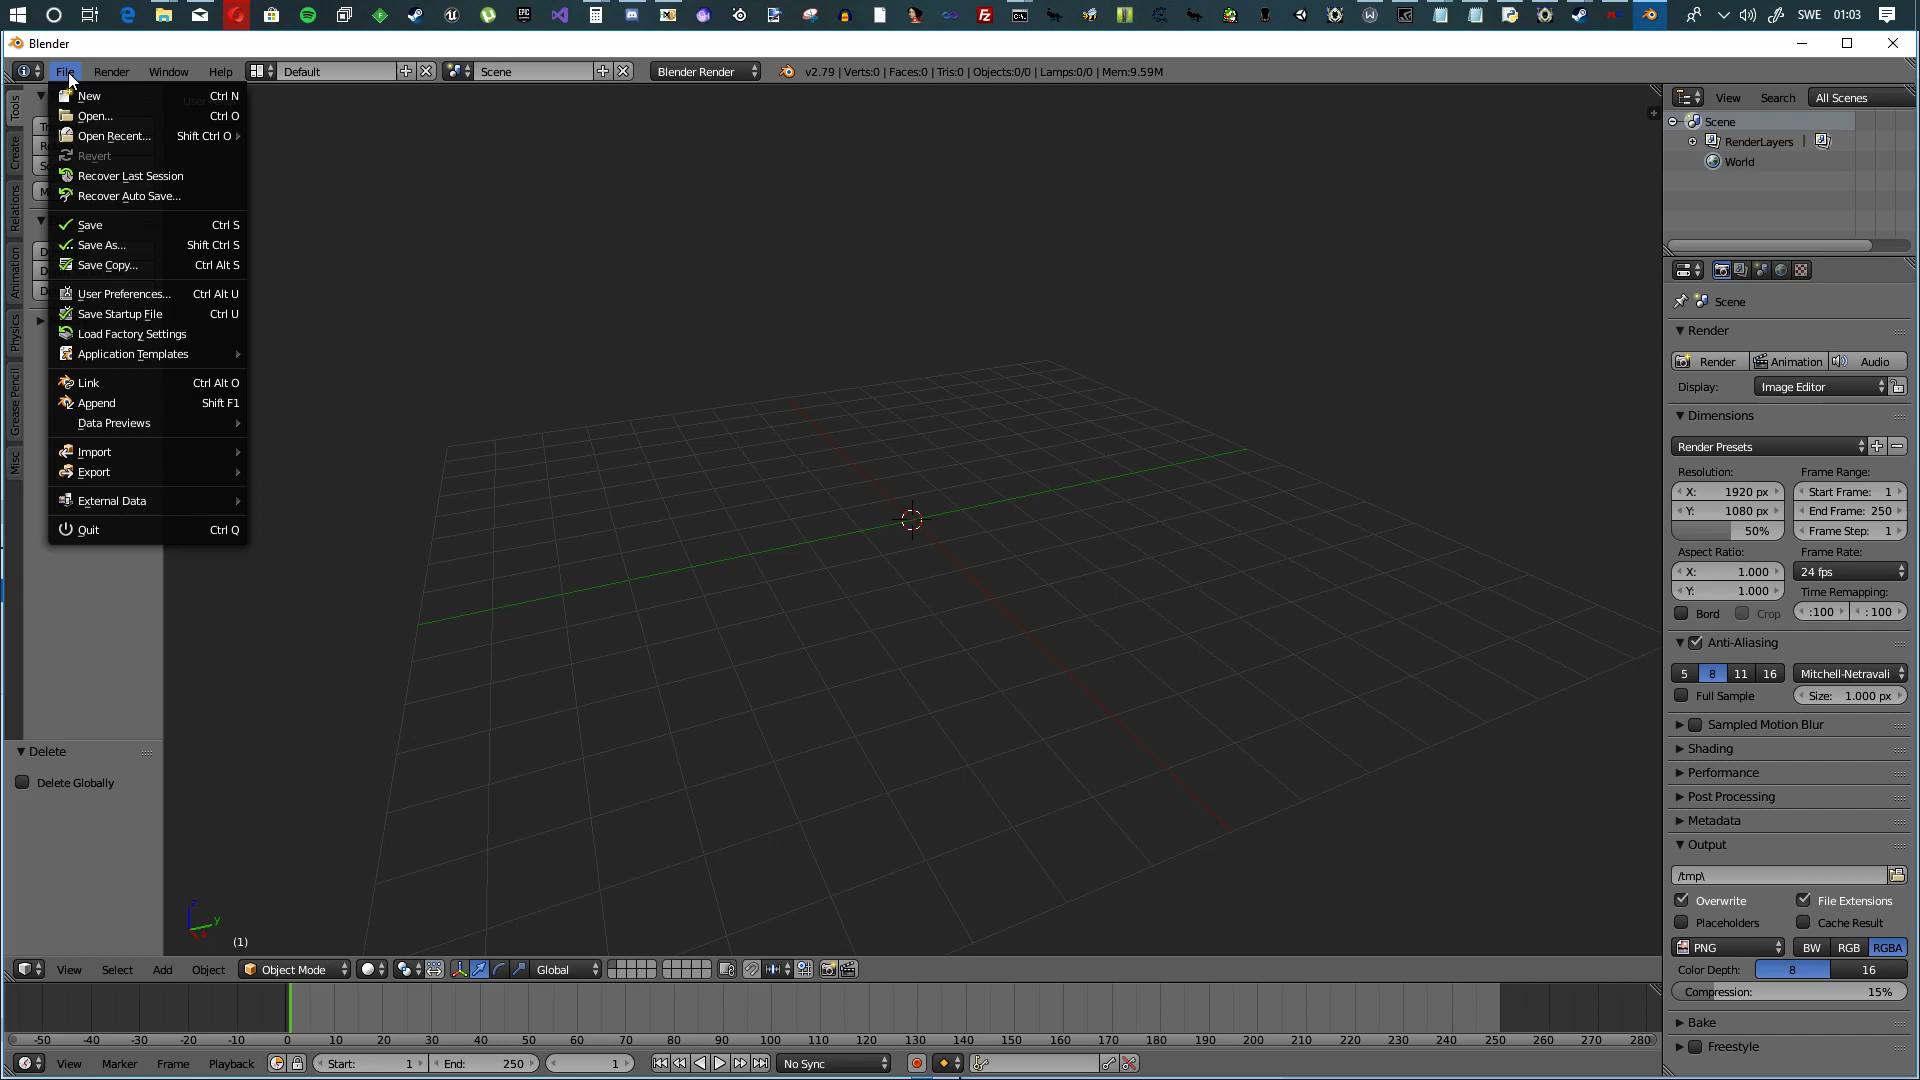 SWE 01:03
Blender
File Render Window Help Default Scene Blender Render v2.79 | Verts:0 | Faces:0 | Tris:0 | Objects:0/0 | Lamps:0/0 | Mem:9.59M
New Ctrl N
Open... Ctrl O
Open Recent... Shift Ctrl O
Revert
Recover Last Session
Recover Auto Save...
Save Ctrl S
Save As... Shift Ctrl S
Save Copy... Ctrl Alt S
User Preferences... Ctrl Alt U
Save Startup File Ctrl U
Load Factory Settings
Application Templates
Link Ctrl Alt O
Append Shift F1
Data Previews
Import
Export
External Data
Quit Ctrl Q
Tools
Create
Relations
Animation
Physics
Grease Pencil
Misc
Delete
Delete Globally
z
y
(1)
View Select Add Object Object Mode Global
-50 -40 -30 -20 -10 0 10 20 30 40 50 60 70 80 90 100 110 120 130 140 150 160 170 180 190 200 210 220 230 240 250 260 270 280
View Marker Frame Playback Start: 1 End: 250 1 No Sync
View Search All Scenes
Scene
RenderLayers
World
Scene
Render
Render Animation Audio
Display: Image Editor
Dimensions
Render Presets
Resolution: Frame Range:
X: 1920 px Start Frame: 1
Y: 1080 px End Frame: 250
50% Frame Step: 1
Aspect Ratio: Frame Rate:
X: 1.000 24 fps
Y: 1.000 Time Remapping:
Bord Crop :100 : 100
Anti-Aliasing
5 8 11 16 Mitchell-Netravali
Full Sample Size: 1.000 px
Sampled Motion Blur
Shading
Performance
Post Processing
Metadata
Output
/tmp\
Overwrite File Extensions
Placeholders Cache Result
PNG BW RGB RGBA
Color Depth: 8 16
Compression: 15%
Bake
Freestyle